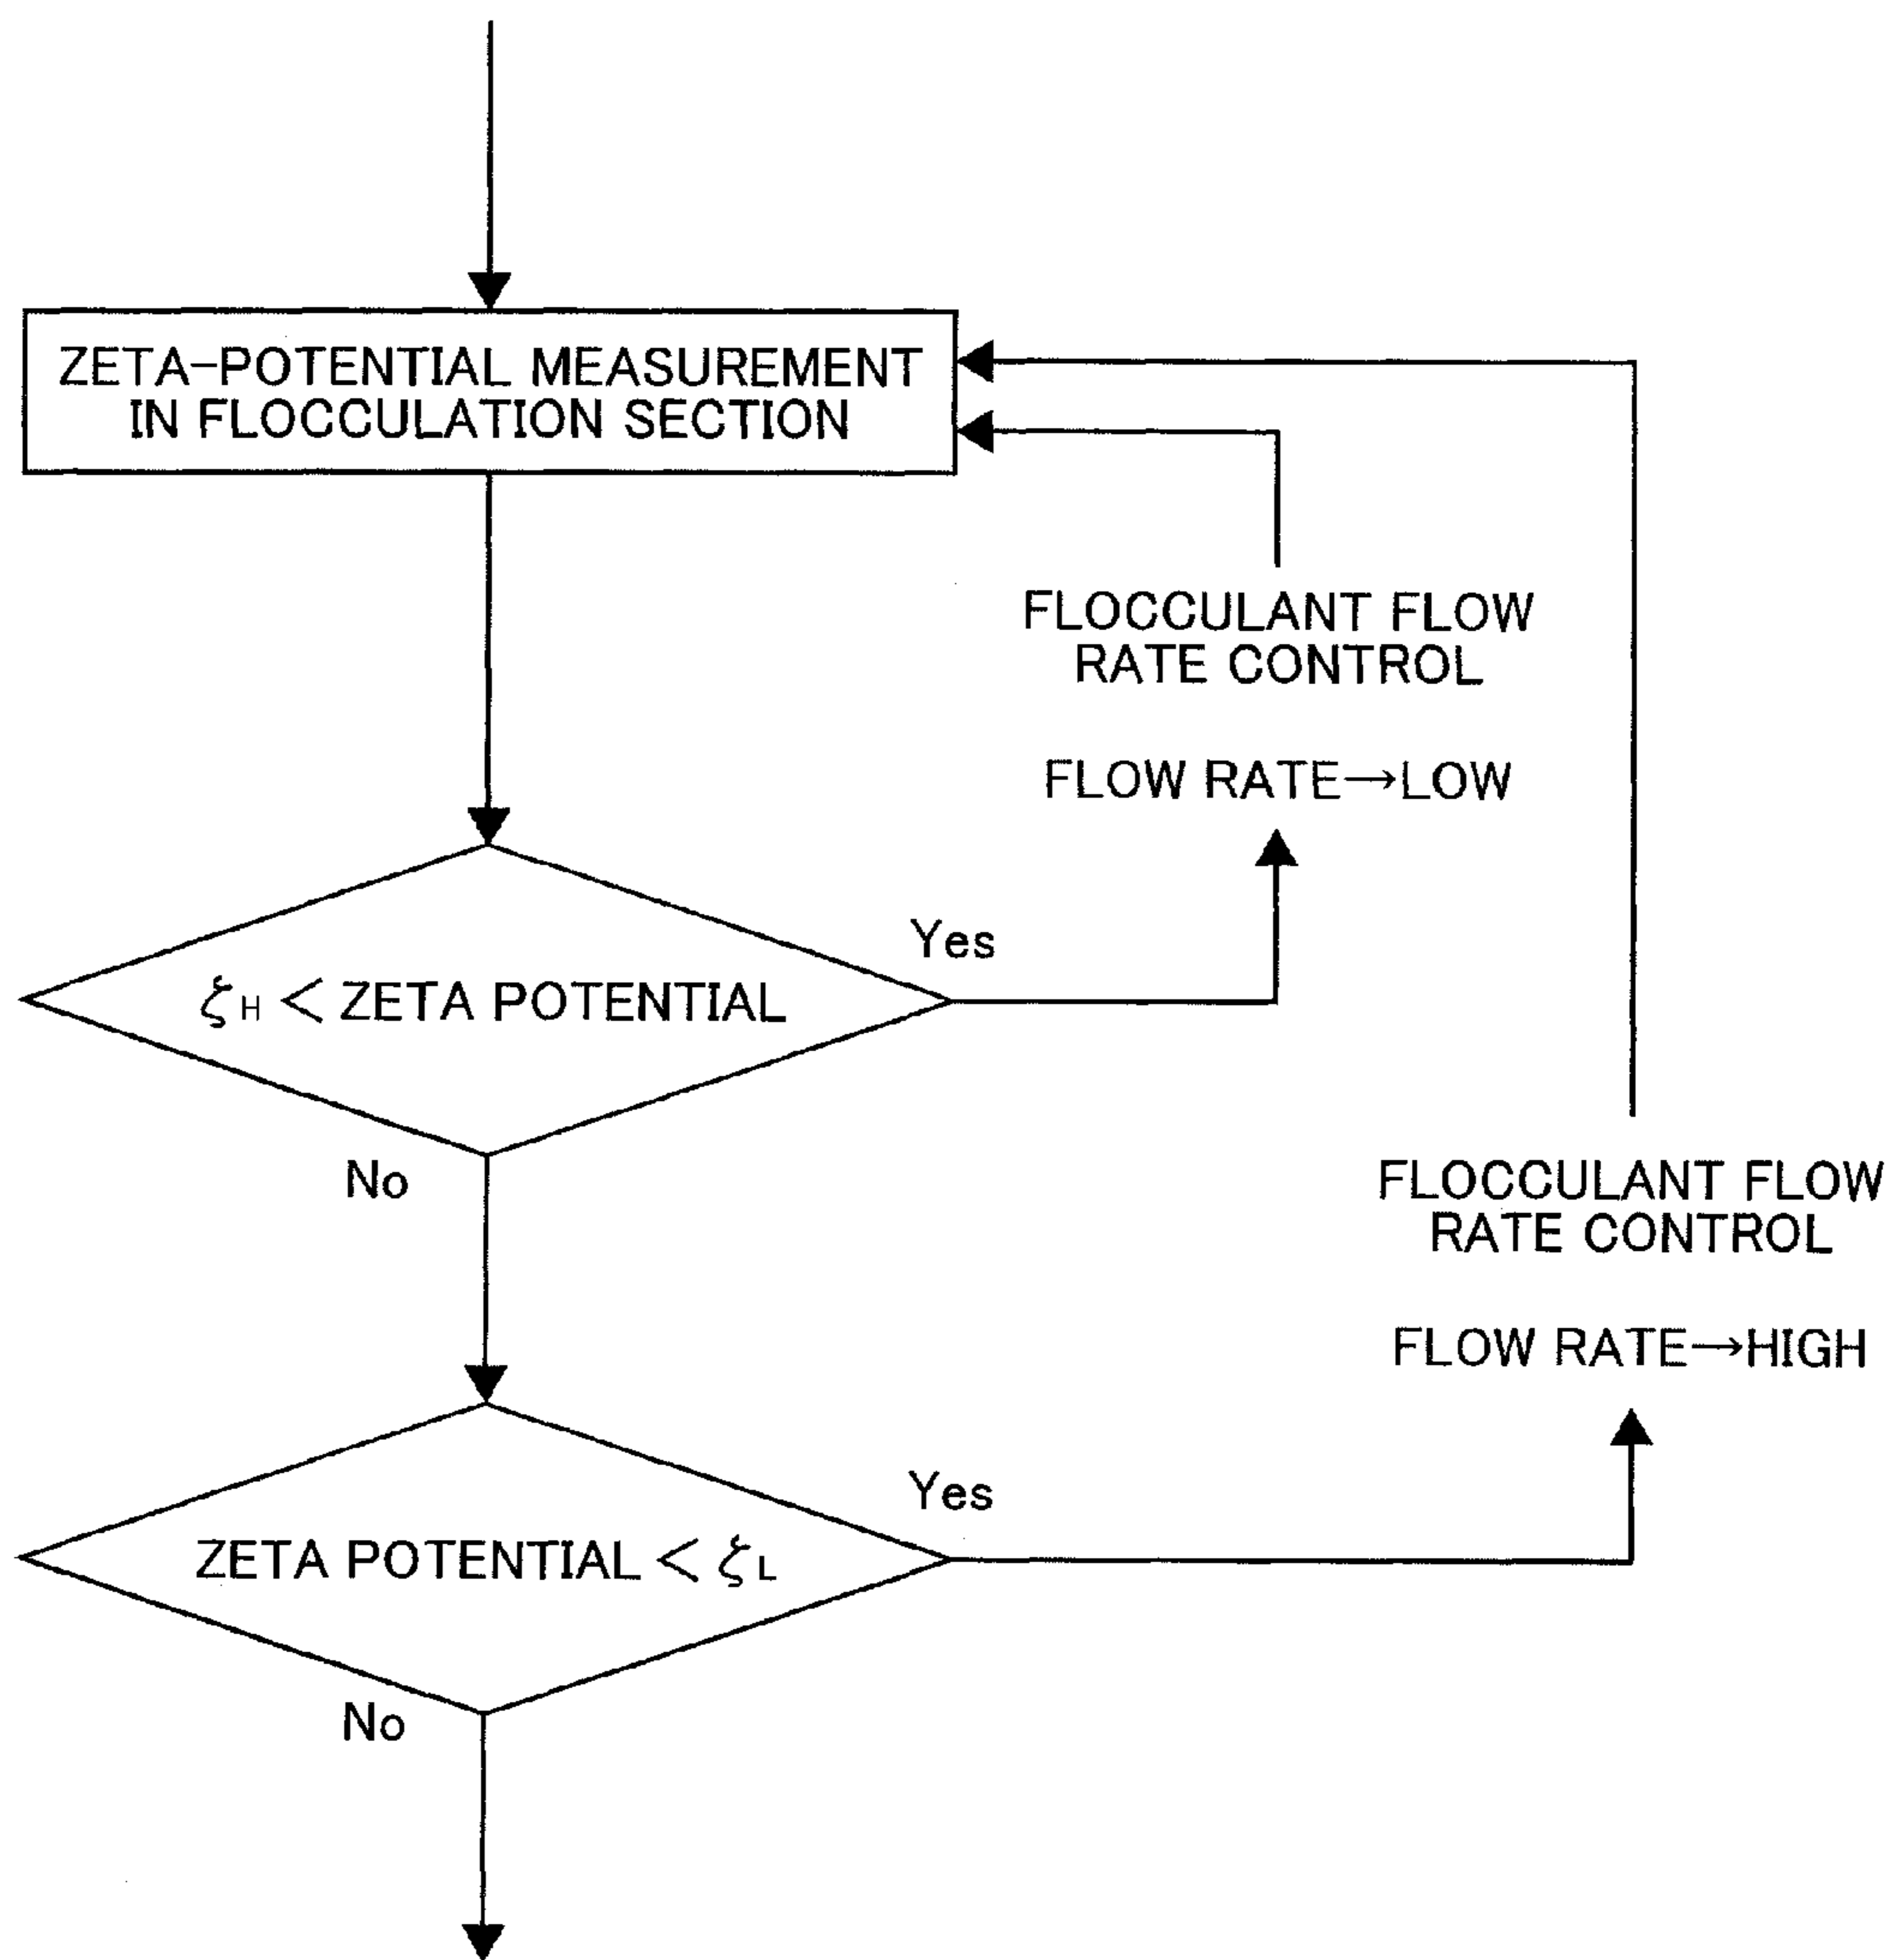 ZETA-POTENTIAL MEASUREMENT
IN FLOCCULATION SECTION
FLOCCULANT FLOW
RATE CONTROL
FLOW RATE→LOW
Yes
ζH < ZETA POTENTIAL
No
FLOCCULANT FLOW
RATE CONTROL
FLOW RATE→HIGH
Yes
ZETA POTENTIAL < ζL
No